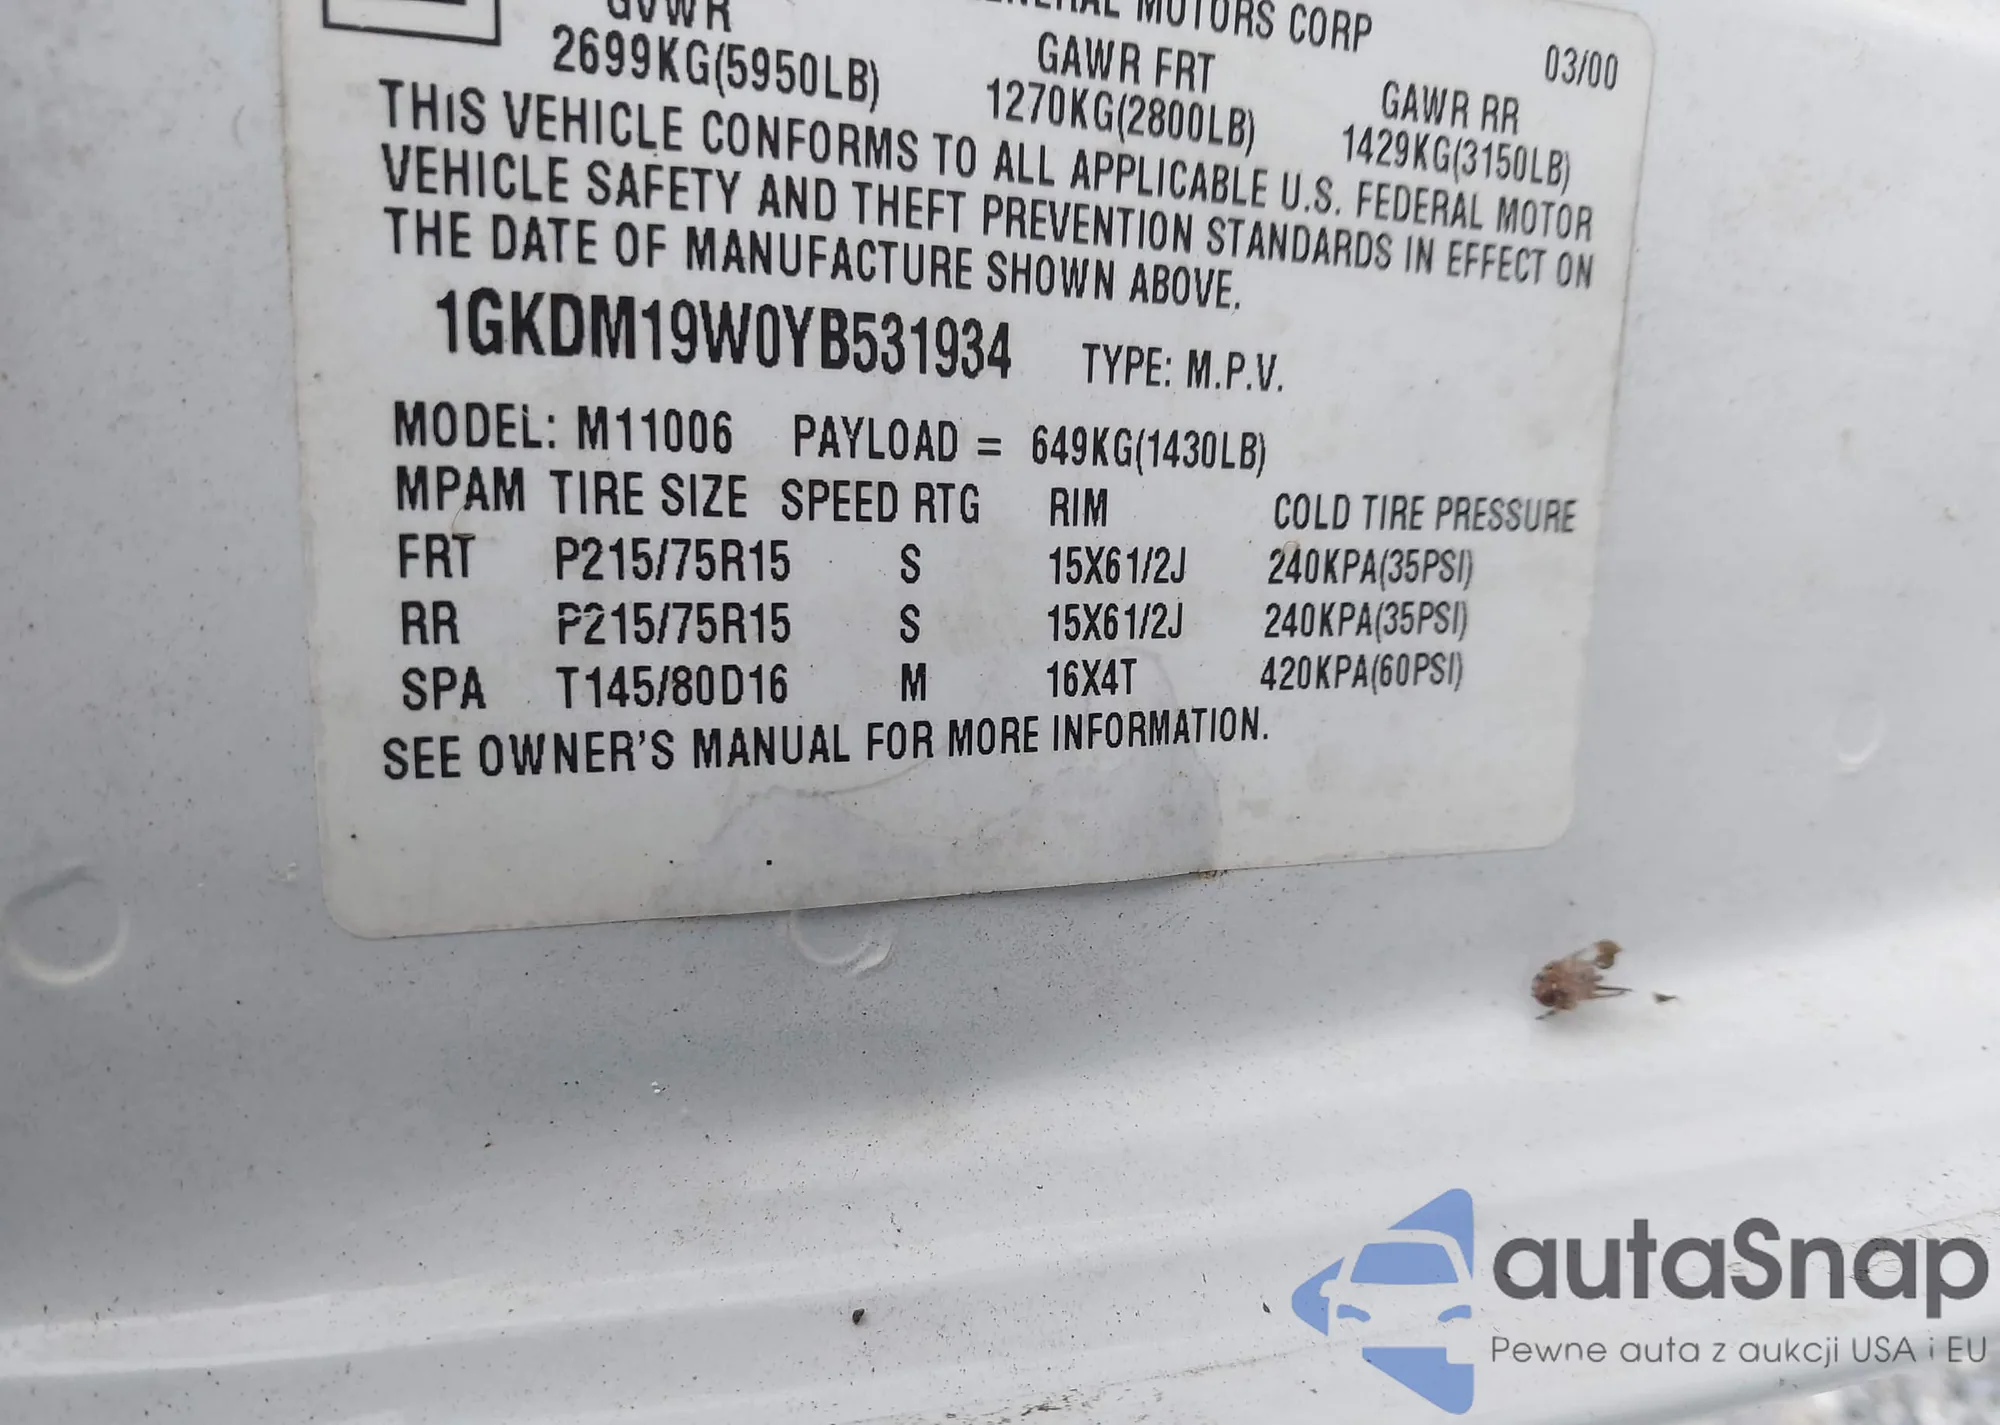 GVWR GENERAL MOTORS CORP 03/00
2699KG(5950LB) GAWR FRT GAWR RR
1270KG(2800LB) 1429KG(3150LB)
THIS VEHICLE CONFORMS TO ALL APPLICABLE U.S. FEDERAL MOTOR
VEHICLE SAFETY AND THEFT PREVENTION STANDARDS IN EFFECT ON
THE DATE OF MANUFACTURE SHOWN ABOVE.
1GKDM19W0YB531934 TYPE: M.P.V.
MODEL: M11006 PAYLOAD = 649KG(1430LB)
MPAM TIRE SIZE SPEED RTG RIM COLD TIRE PRESSURE
FRT P215/75R15 S 15X61/2J 240KPA(35PSI)
RR P215/75R15 S 15X61/2J 240KPA(35PSI)
SPA T145/80D16 M 16X4T 420KPA(60PSI)
SEE OWNER'S MANUAL FOR MORE INFORMATION.
autaSnap
Pewne auta z aukcji USA i EU